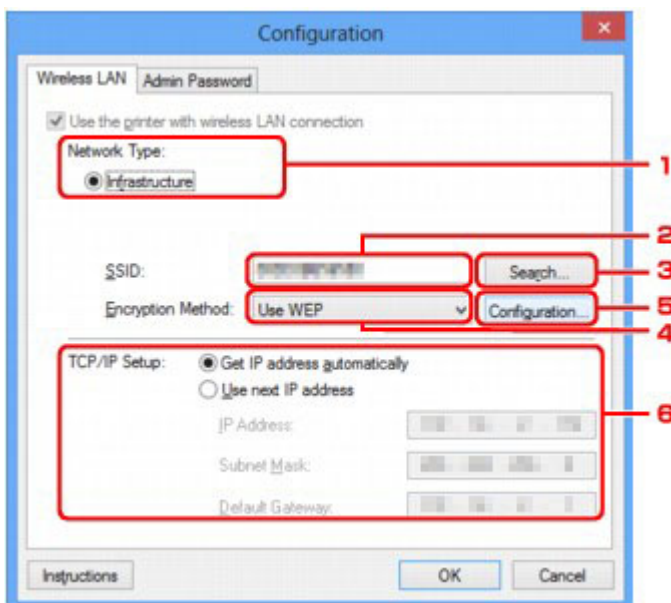 Configuration
Wireless LAN Admin Password
Use the printer with wireless LAN connection
Network Type:
1
Infrastructure
2
SSID: Search... 3
Encryption Method: Use WEP Configuration... 5
4
TCP/IP Setup: Get IP address automatically
Use next IP address
6
IP Address:
Subnet Mask:
Default Gateway:
Instructions OK Cancel